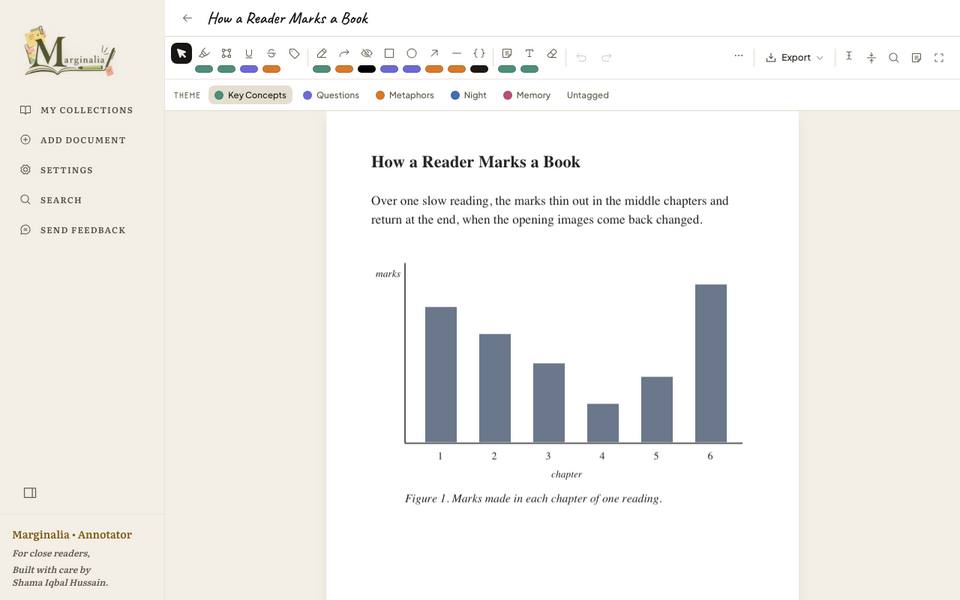 Marginalia
MY COLLECTIONS
ADD DOCUMENT
SETTINGS
SEARCH
SEND FEEDBACK
Marginalia • Annotator
For close readers,
Built with care by
Shama Iqbal Hussain.
How a Reader Marks a Book
Export
THEME Key Concepts Questions Metaphors Night Memory Untagged
How a Reader Marks a Book
Over one slow reading, the marks thin out in the middle chapters and
return at the end, when the opening images come back changed.
marks
1 2 3 4 5 6
chapter
Figure 1. Marks made in each chapter of one reading.